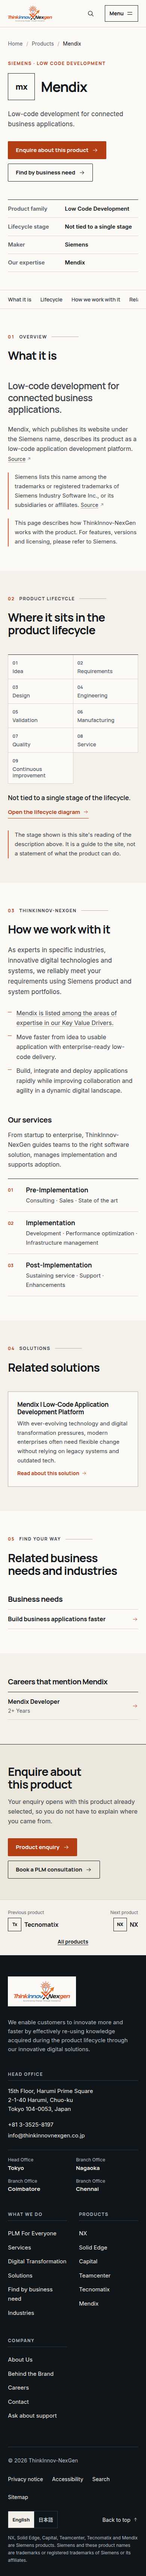 ThinkInnov Nexgen
Menu
Home / Products / Mendix
SIEMENS · LOW CODE DEVELOPMENT
mx
Mendix
Low-code development for connected
business applications.
Enquire about this product →
Find by business need →
Product family Low Code Development
Lifecycle stage Not tied to a single stage
Maker Siemens
Our expertise Mendix
What it is Lifecycle How we work with it
01 OVERVIEW
What it is
Low-code development for
connected business
applications.
Mendix, which publishes its website under
the Siemens name, describes its product as a
low-code application development platform.
Source ↗
Siemens lists this name among the
trademarks or registered trademarks of
Siemens Industry Software Inc., or its
subsidiaries or affiliates. Source ↗
This page describes how ThinkInnov-NexGen
works with the product. For features, versions
and licensing, please refer to Siemens.
02 PRODUCT LIFECYCLE
Where it sits in the
product lifecycle
01
Idea
02
Requirements
03
Design
04
Engineering
05
Validation
06
Manufacturing
07
Quality
08
Service
09
Continuous
improvement
Not tied to a single stage of the lifecycle.
Open the lifecycle diagram →
The stage shown is this site's reading of the
description above. It is a guide to the site, not
a statement of what the product can do.
03 THINKINNOV-NEXGEN
How we work with it
As experts in specific industries,
innovative digital technologies and
systems, we reliably meet your
requirements using Siemens product and
system portfolios.
Mendix is listed among the areas of
expertise in our Key Value Drivers.
Move faster from idea to usable
application with enterprise-ready low-
code delivery.
Build, integrate and deploy applications
rapidly while improving collaboration and
agility in a dynamic digital landscape.
Our services
From startup to enterprise, ThinkInnov-
NexGen guides teams to the ideal software
solution, manages implementation and
supports adoption.
01 Pre-Implementation
Consulting · Sales · State of the art
02 Implementation
Development · Performance optimization ·
Infrastructure management
03 Post-Implementation
Sustaining service · Support ·
Enhancements
04 SOLUTIONS
Related solutions
Mendix | Low-Code Application
Development Platform
With ever-evolving technology and digital
transformation pressures, modern
enterprises often need flexible change
without relying on legacy systems and
outdated tech.
Read about this solution →
05 FIND YOUR WAY
Related business
needs and industries
Business needs
Build business applications faster →
Careers that mention Mendix
Mendix Developer →
2+ Years
Enquire about
this product
Your enquiry opens with this product already
selected, so you do not have to explain where
you came from.
Product enquiry →
Book a PLM consultation →
Previous product
Tc Tecnomatix
Next product
NX NX
All products
ThinkInnov Nexgen
We enable customers to innovate more and
faster by effectively re-using knowledge
acquired during the product lifecycle through
our innovative digital solutions.
HEAD OFFICE
15th Floor, Harumi Prime Square
2-1-40 Harumi, Chuo-ku
Tokyo 104-0053, Japan
+81 3-3525-8197
info@thinkinnovnexgen.co.jp
Head Office
Tokyo
Branch Office
Nagaoka
Branch Office
Coimbatore
Branch Office
Chennai
WHAT WE DO
PLM For Everyone
Services
Digital Transformation
Solutions
Find by business
need
Industries
PRODUCTS
NX
Solid Edge
Capital
Teamcenter
Tecnomatix
Mendix
COMPANY
About Us
Behind the Brand
Careers
Contact
Ask about support
© 2026 ThinkInnov-NexGen
Privacy notice Accessibility Search
Sitemap
English 日本語
Back to top ↑
NX, Solid Edge, Capital, Teamcenter, Tecnomatix and Mendix
are Siemens products. Siemens and these product names
are trademarks or registered trademarks of Siemens or its
affiliates.